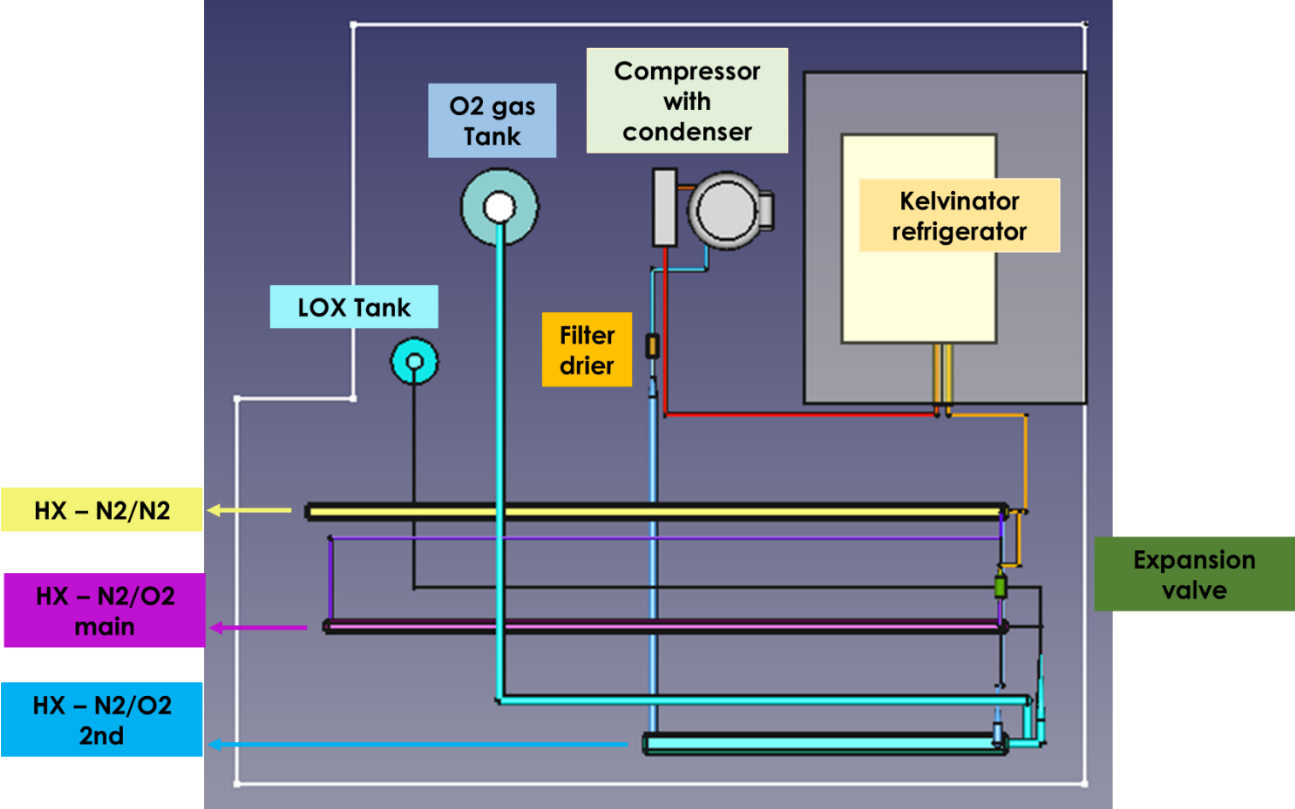 Compressor
with
condenser
O2 gas
Tank
Kelvinator
refrigerator
LOX Tank
Filter
drier
HX – N2/N2
Expansion
valve
HX – N2/O2
main
HX – N2/O2
2nd